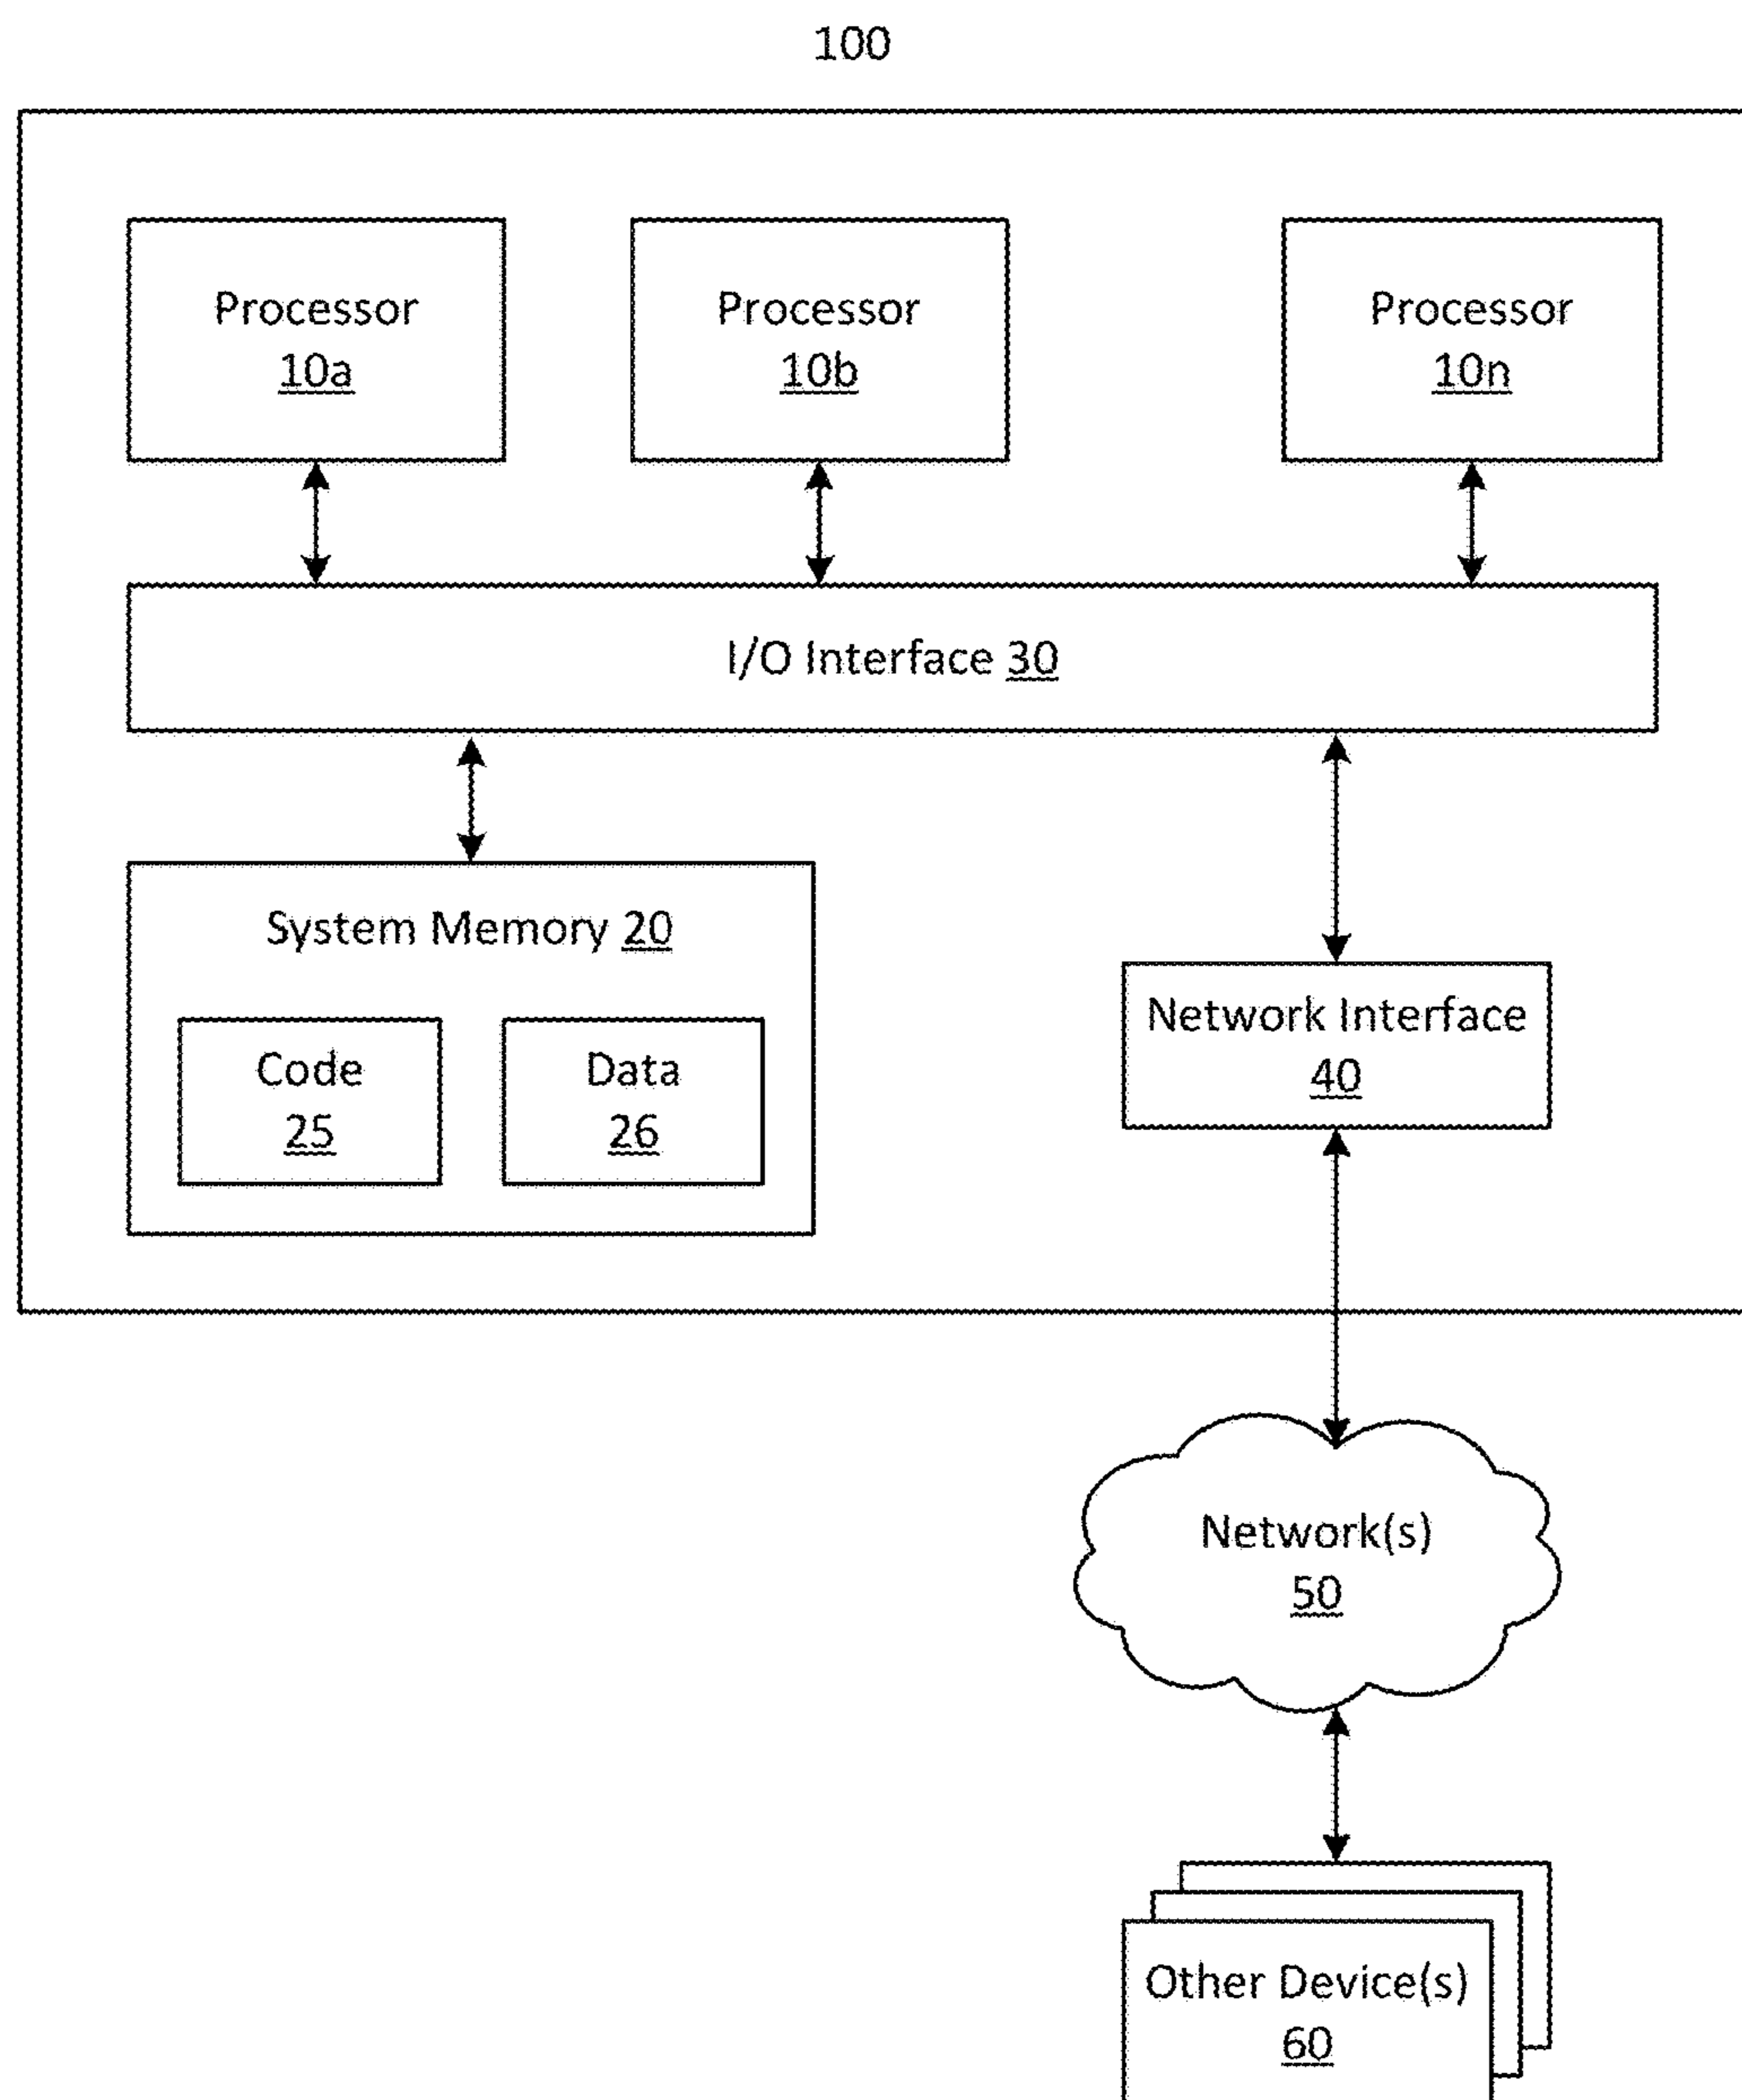 100
Processor
10a
Processor
10b
Processor
10n
I/O Interface 30
System Memory 20
Code
25
Data
26
Network Interface
40
Network(s)
50
Other Device(s)
60